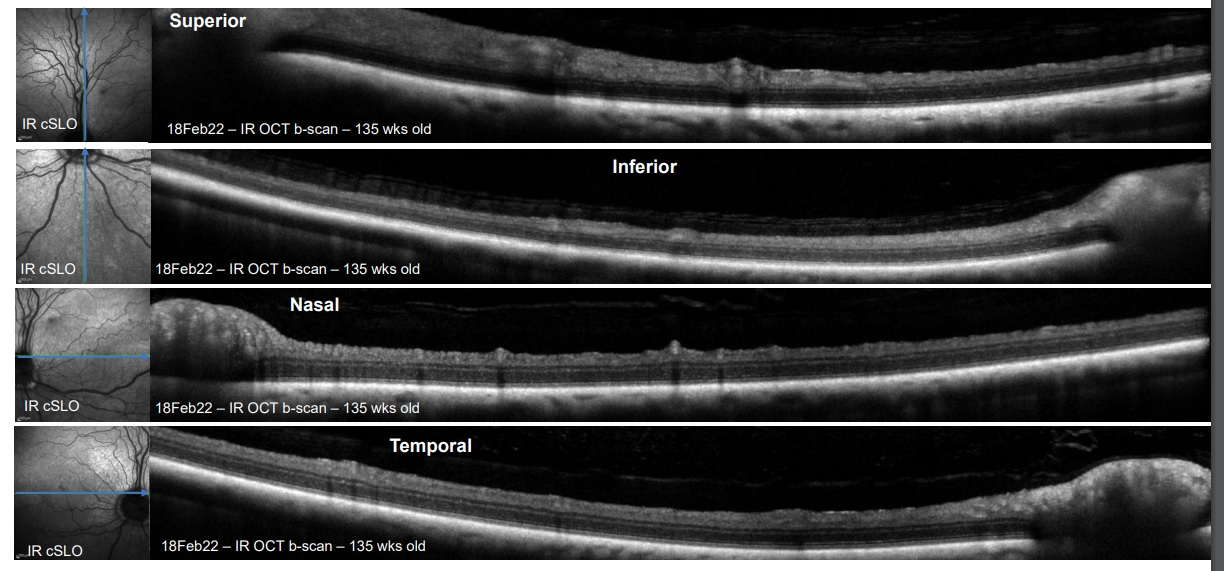 Superior
IR cSLO
18Feb22 – IR OCT b-scan – 135 wks old
Inferior
IR cSLO
18Feb22 – IR OCT b-scan – 135 wks old
Nasal
IR cSLO
18Feb22 – IR OCT b-scan – 135 wks old
Temporal
IR cSLO
18Feb22 – IR OCT b-scan – 135 wks old